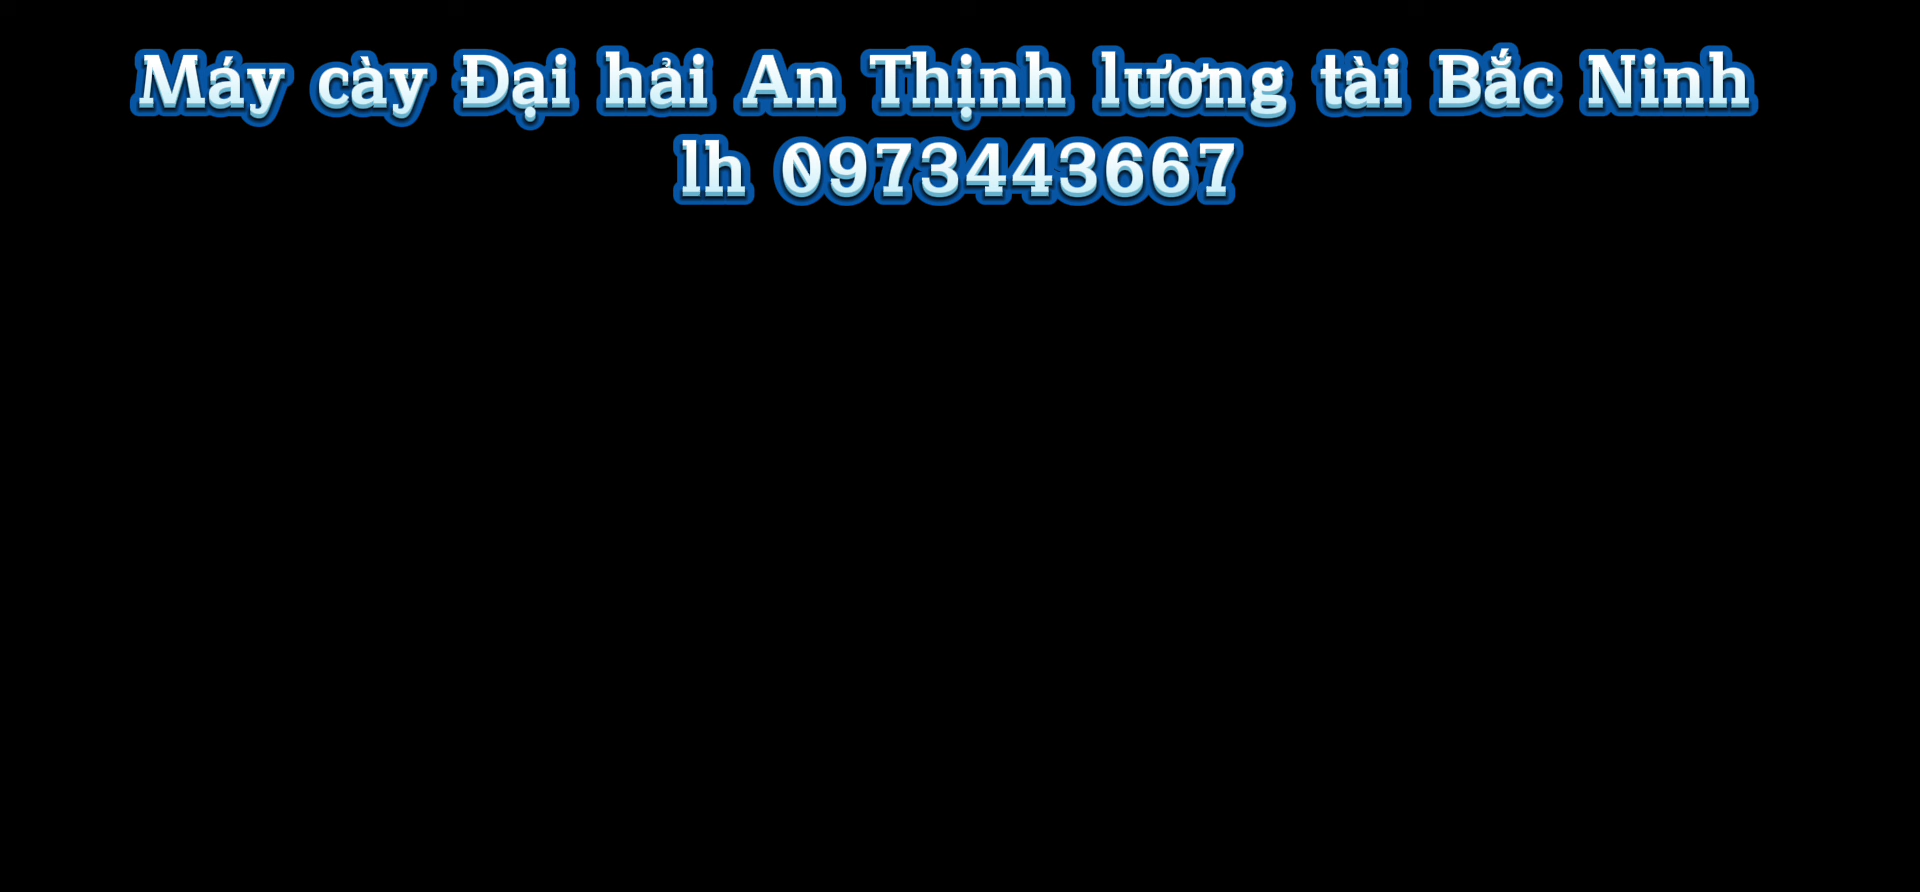 Máy cày Đại hải An Thịnh lương tài Bắc Ninh
lh 0973443667